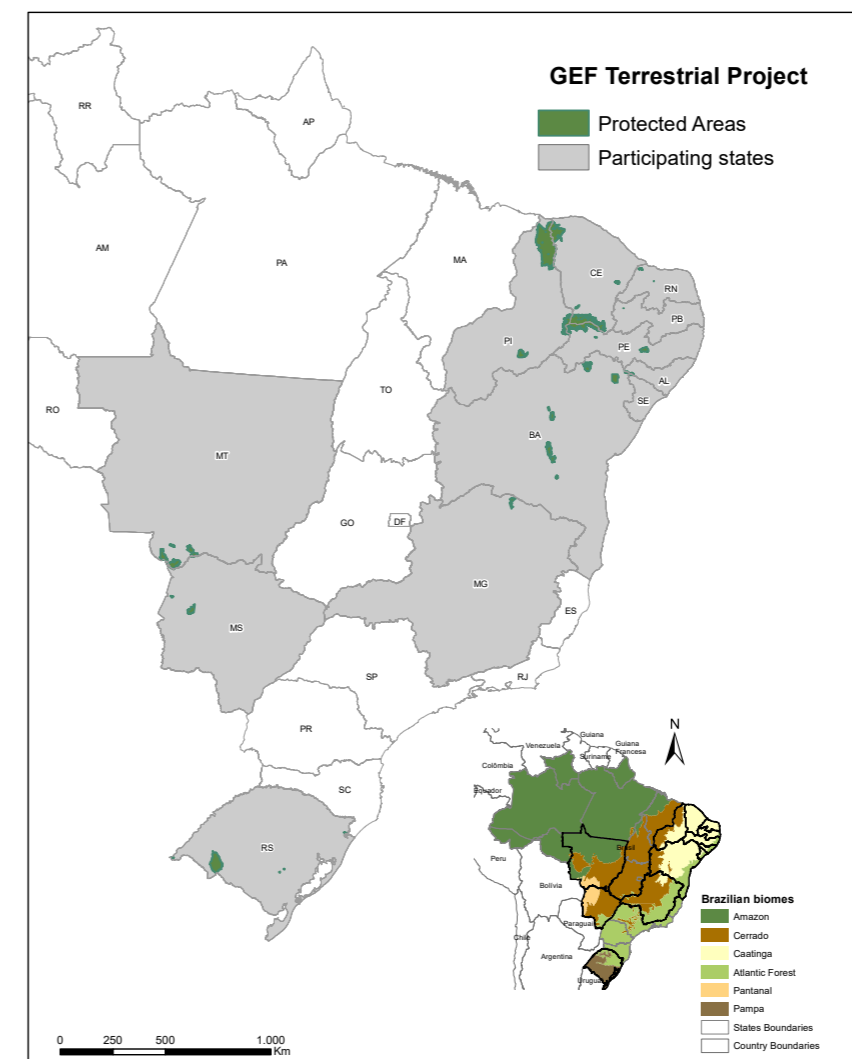 GEF Terrestrial Project
Protected Areas
Participating states
RR
AP
AM
PA
MA
CE
RN
PB
PI
PE
AL
SE
TO
RO
BA
MT
GO
DF
MG
ES
MS
SP
RJ
PR
SC
RS
N
Guiana
Venezuela
Suriname
Guiana
Francesa
Colômbia
Equador
Brasil
Peru
Bolívia
Paraguai
Chile
Argentina
Uruguai
Brazilian biomes
Amazon
Cerrado
Caatinga
Atlantic Forest
Pantanal
Pampa
States Boundaries
Country Boundaries
0 250 500 1.000
Km